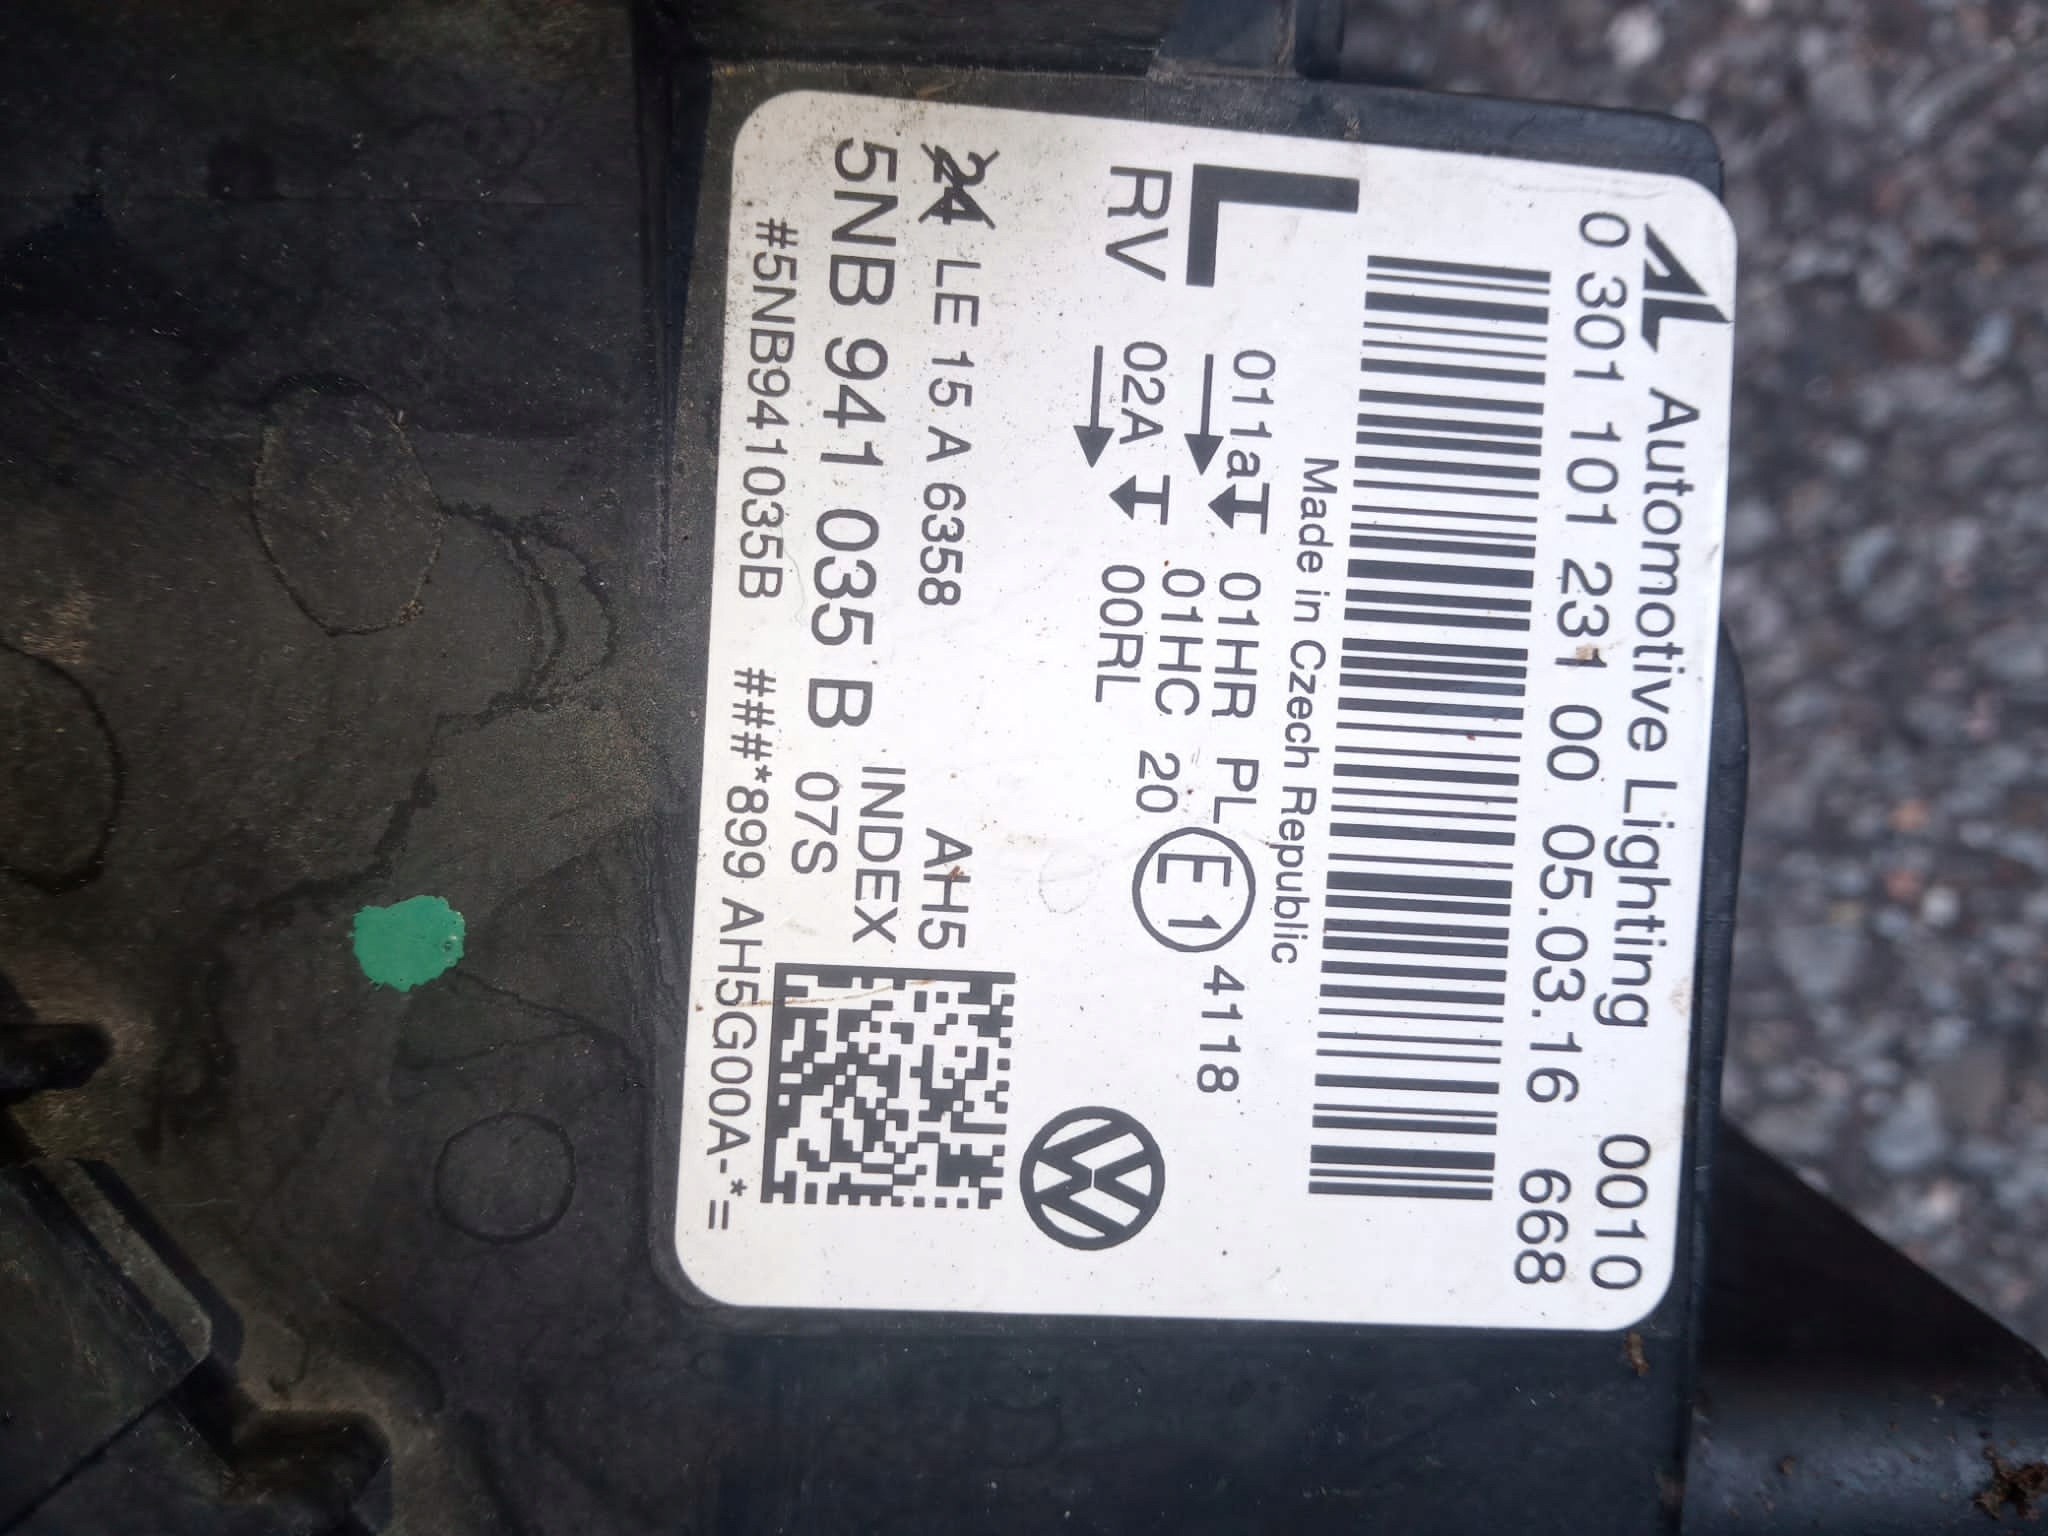 AL Automotive Lighting 0010
0 301 101 231 00 05.03.16 668
Made in Czech Republic
L 011a 01HR PL E1 4118
RV 02A 01HC 20
00RL
24 LE 15 A 6358 AH5
5NB 941 035 B INDEX
07S
#5NB941035B ###*899 AH5G00A-*=